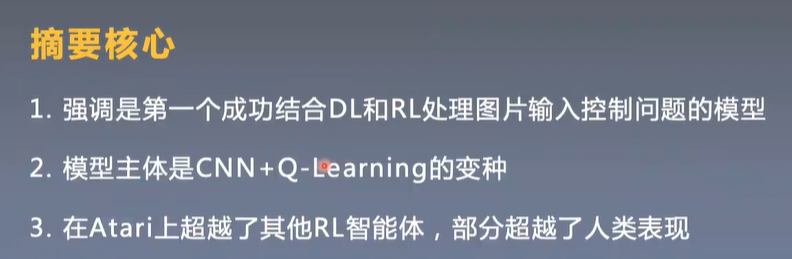 摘要核心
1. 强调是第一个成功结合DL和RL处理图片输入控制问题的模型
2. 模型主体是CNN+Q-Learning的变种
3. 在Atari上超越了其他RL智能体，部分超越了人类表现